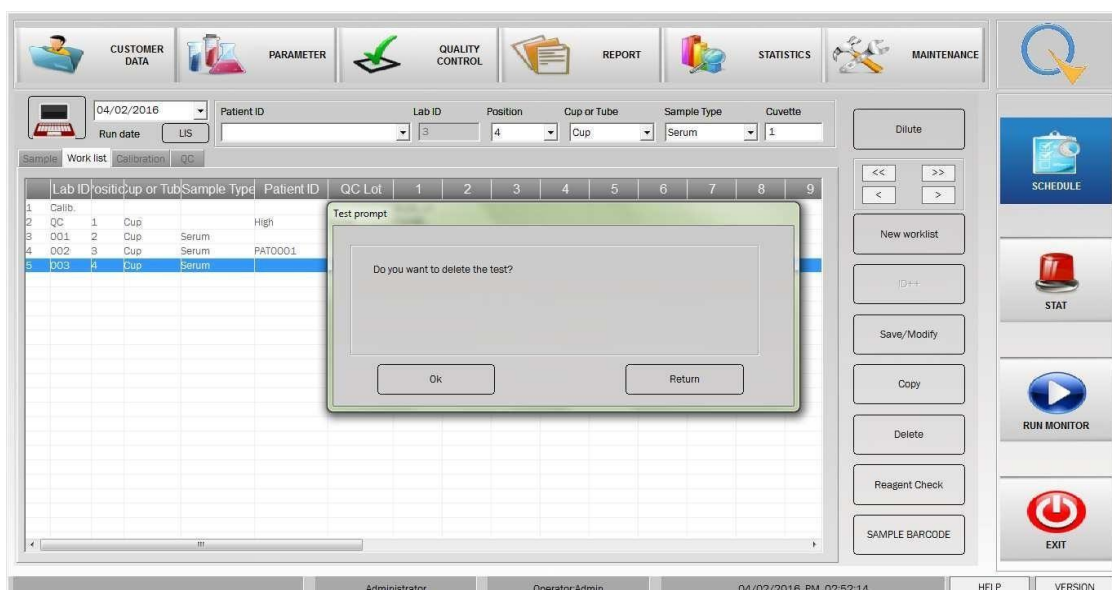 CUSTOMER DATA PARAMETER QUALITY CONTROL REPORT STATISTICS MAINTENANCE
04/02/2016 Patient ID Lab ID Position Cup or Tube Sample Type Cuvette
Run date LIS 3 4 Cup Serum 1
Dilute
Sample Work list Calibration QC
<< >>
< >
SCHEDULE
Lab ID Sample Type Patient ID QC Lot 1 2 3 4 5 6 7 8 9
1 Calib.
2 QC 1 Cup High
3 001 2 Cup Serum
4 002 3 Cup Serum PAT0001
5 003 4 Cup Serum
Test prompt
Do you want to delete the test?
Ok Return
New worklist
ID++
STAT
Save/Modify
Copy
RUN MONITOR
Delete
Reagent Check
SAMPLE BARCODE
EXIT
Administrator Operator:Admin 04/02/2016 PM 02:52:14 HELP VERSION